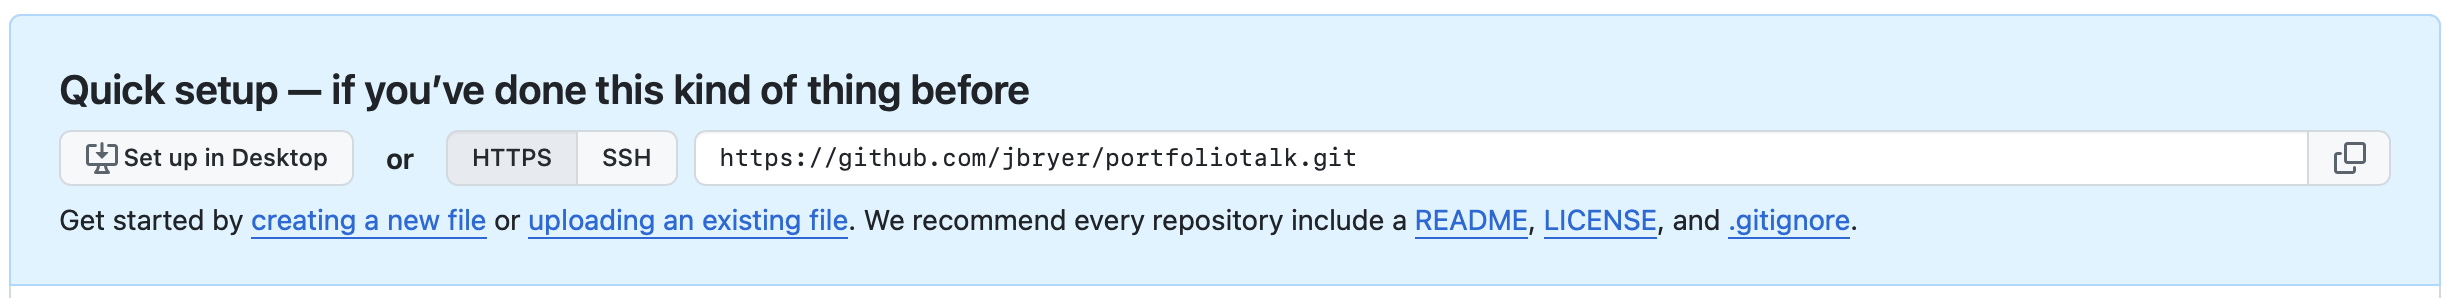 Quick setup — if you’ve done this kind of thing before
Set up in Desktop or HTTPS SSH https://github.com/jbryer/portfoliotalk.git
Get started by creating a new file or uploading an existing file. We recommend every repository include a README, LICENSE, and .gitignore.